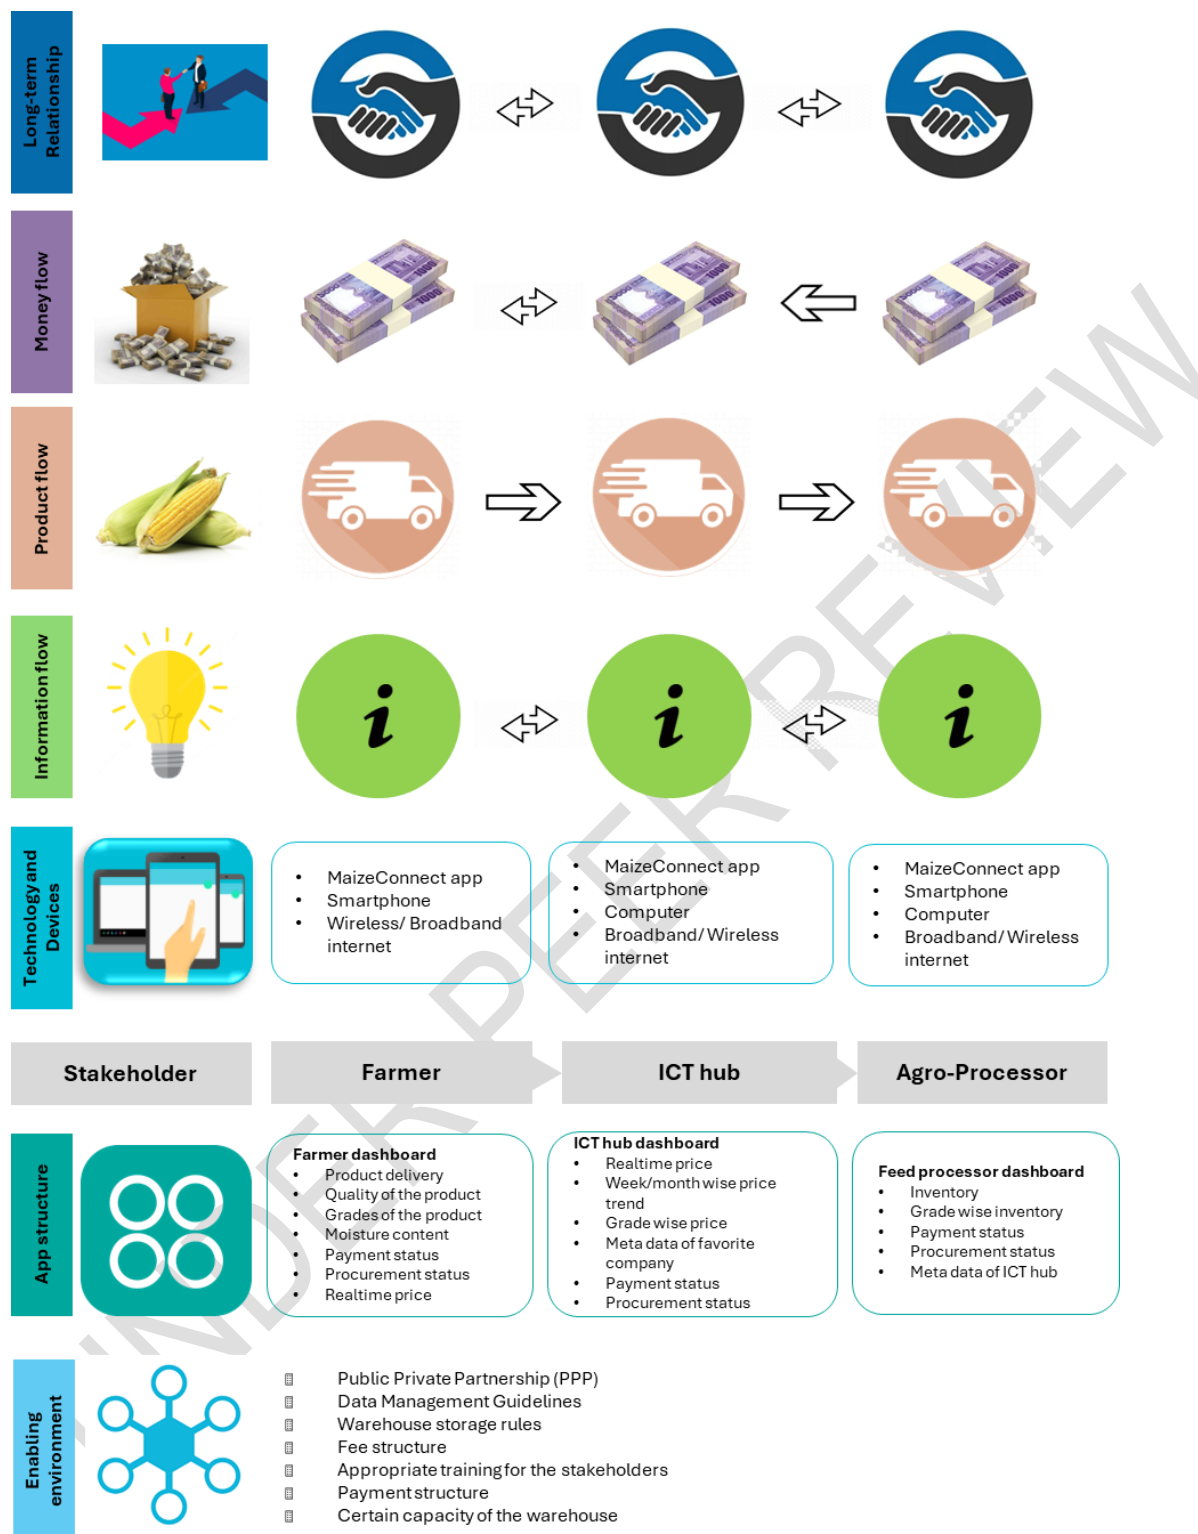 Long-term
Relationship
Money flow
1000
1000
1000
1000
1000
1000
Product flow
Information flow
i
i
i
Technology and
Devices
• MaizeConnect app
• Smartphone
• Wireless/ Broadband
internet
• MaizeConnect app
• Smartphone
• Computer
• Broadband/ Wireless
internet
• MaizeConnect app
• Smartphone
• Computer
• Broadband/ Wireless
internet
Stakeholder
Farmer
ICT hub
Agro-Processor
App structure
Farmer dashboard
• Product delivery
• Quality of the product
• Grades of the product
• Moisture content
• Payment status
• Procurement status
• Realtime price
ICT hub dashboard
• Realtime price
• Week/month wise price
trend
• Grade wise price
• Meta data of favorite
company
• Payment status
• Procurement status
Feed processor dashboard
• Inventory
• Grade wise inventory
• Payment status
• Procurement status
• Meta data of ICT hub
Enabling
environment
Public Private Partnership (PPP)
Data Management Guidelines
Warehouse storage rules
Fee structure
Appropriate training for the stakeholders
Payment structure
Certain capacity of the warehouse
UNDER PEER REVIEW